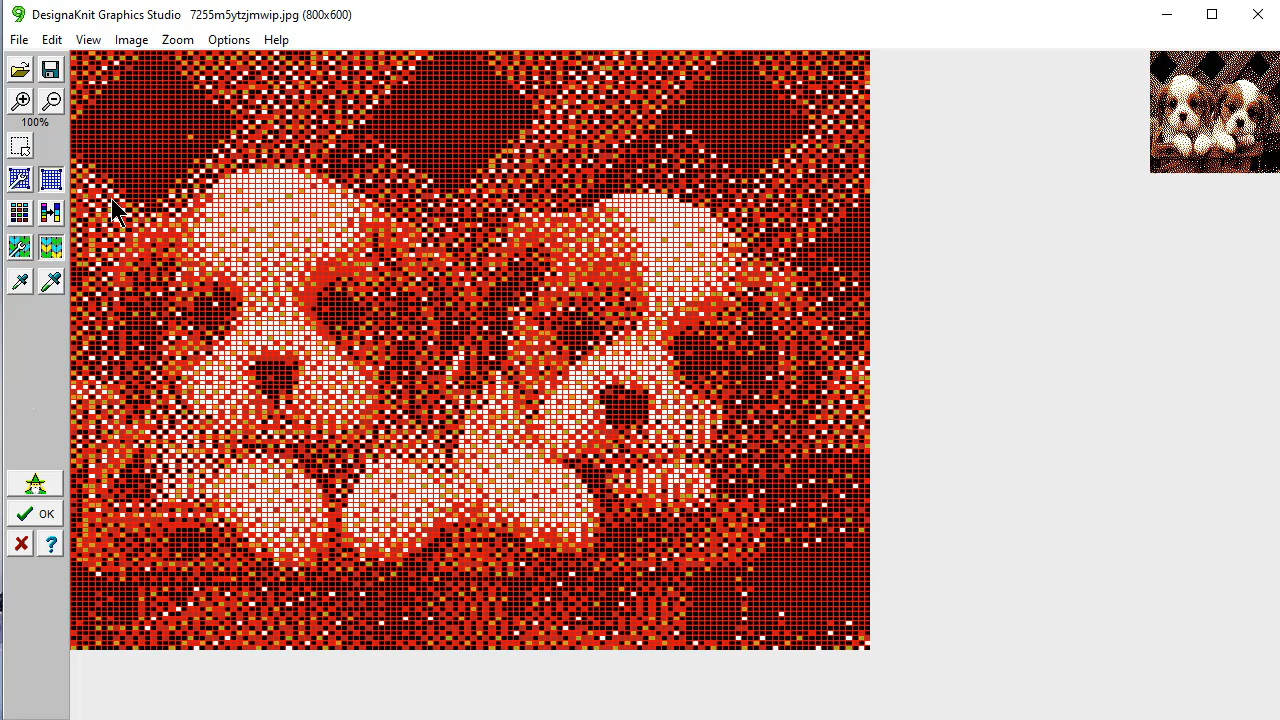 DesignaKnit Graphics Studio 7255m5ytzjmwip.jpg (800x600)
File Edit View Image Zoom Options Help
100%
OK